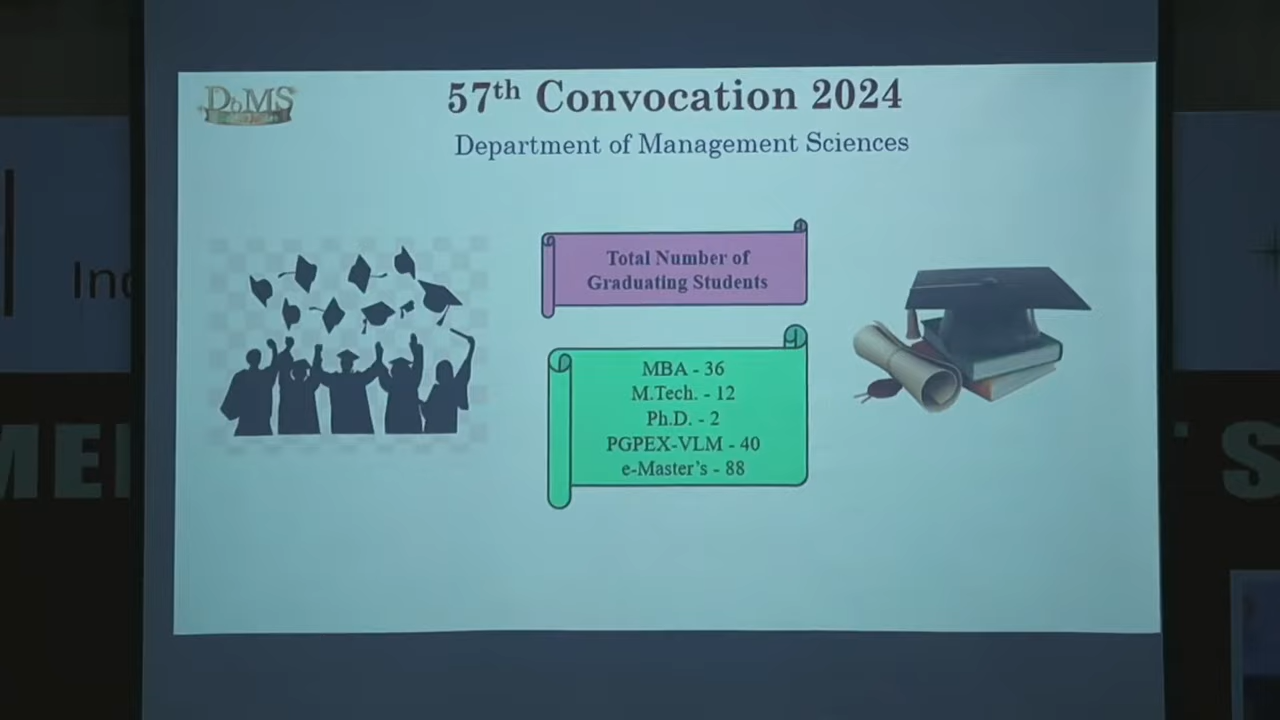 DoMS
57th Convocation 2024
Department of Management Sciences
Total Number of
Graduating Students
MBA - 36
M.Tech. - 12
Ph.D. - 2
PGPEX-VLM - 40
e-Master's - 88